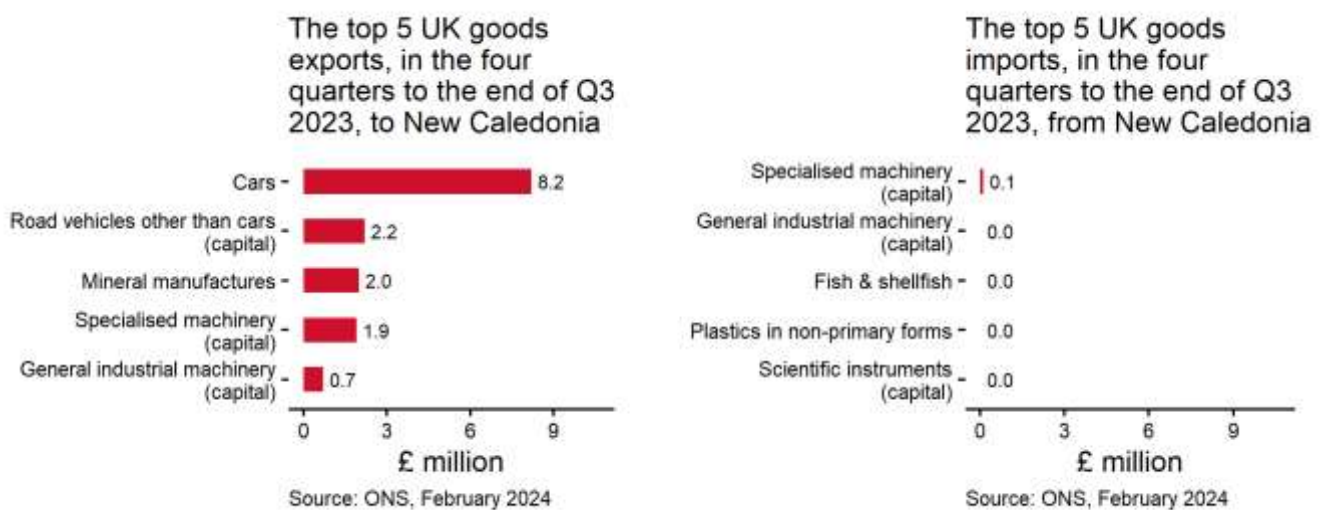 The top 5 UK goods
exports, in the four
quarters to the end of Q3
2023, to New Caledonia
Cars
8.2
Road vehicles other than cars
(capital)
2.2
Mineral manufactures
2.0
Specialised machinery
(capital)
1.9
General industrial machinery
(capital)
0.7
0 3 6 9
£ million
Source: ONS, February 2024
The top 5 UK goods
imports, in the four
quarters to the end of Q3
2023, from New Caledonia
Specialised machinery
(capital)
0.1
General industrial machinery
(capital)
0.0
Fish & shellfish
0.0
Plastics in non-primary forms
0.0
Scientific instruments
(capital)
0.0
0 3 6 9
£ million
Source: ONS, February 2024